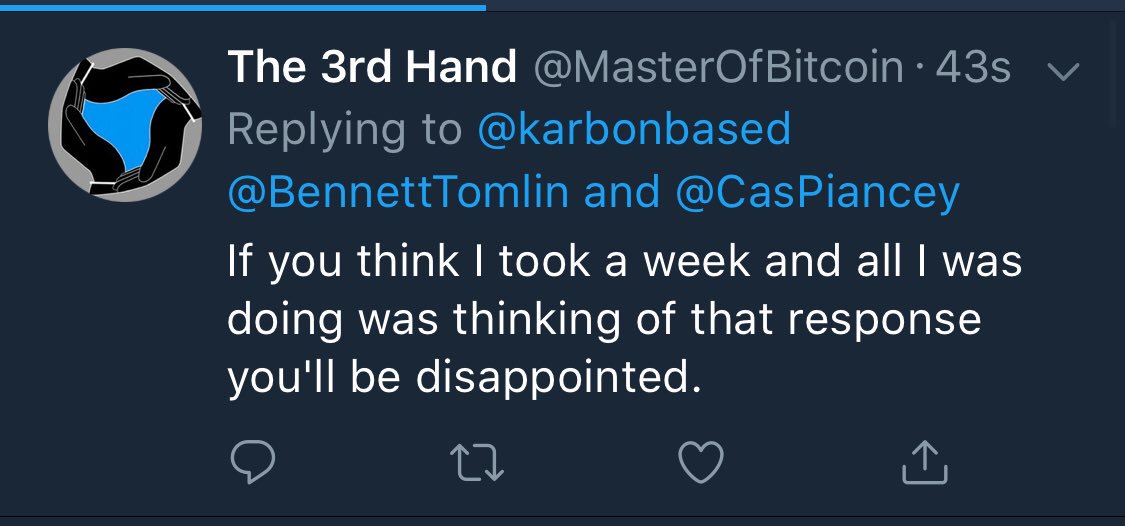 The 3rd Hand @MasterOfBitcoin · 43s
Replying to @karbonbased
@BennettTomlin and @CasPiancey
If you think I took a week and all I was
doing was thinking of that response
you'll be disappointed.